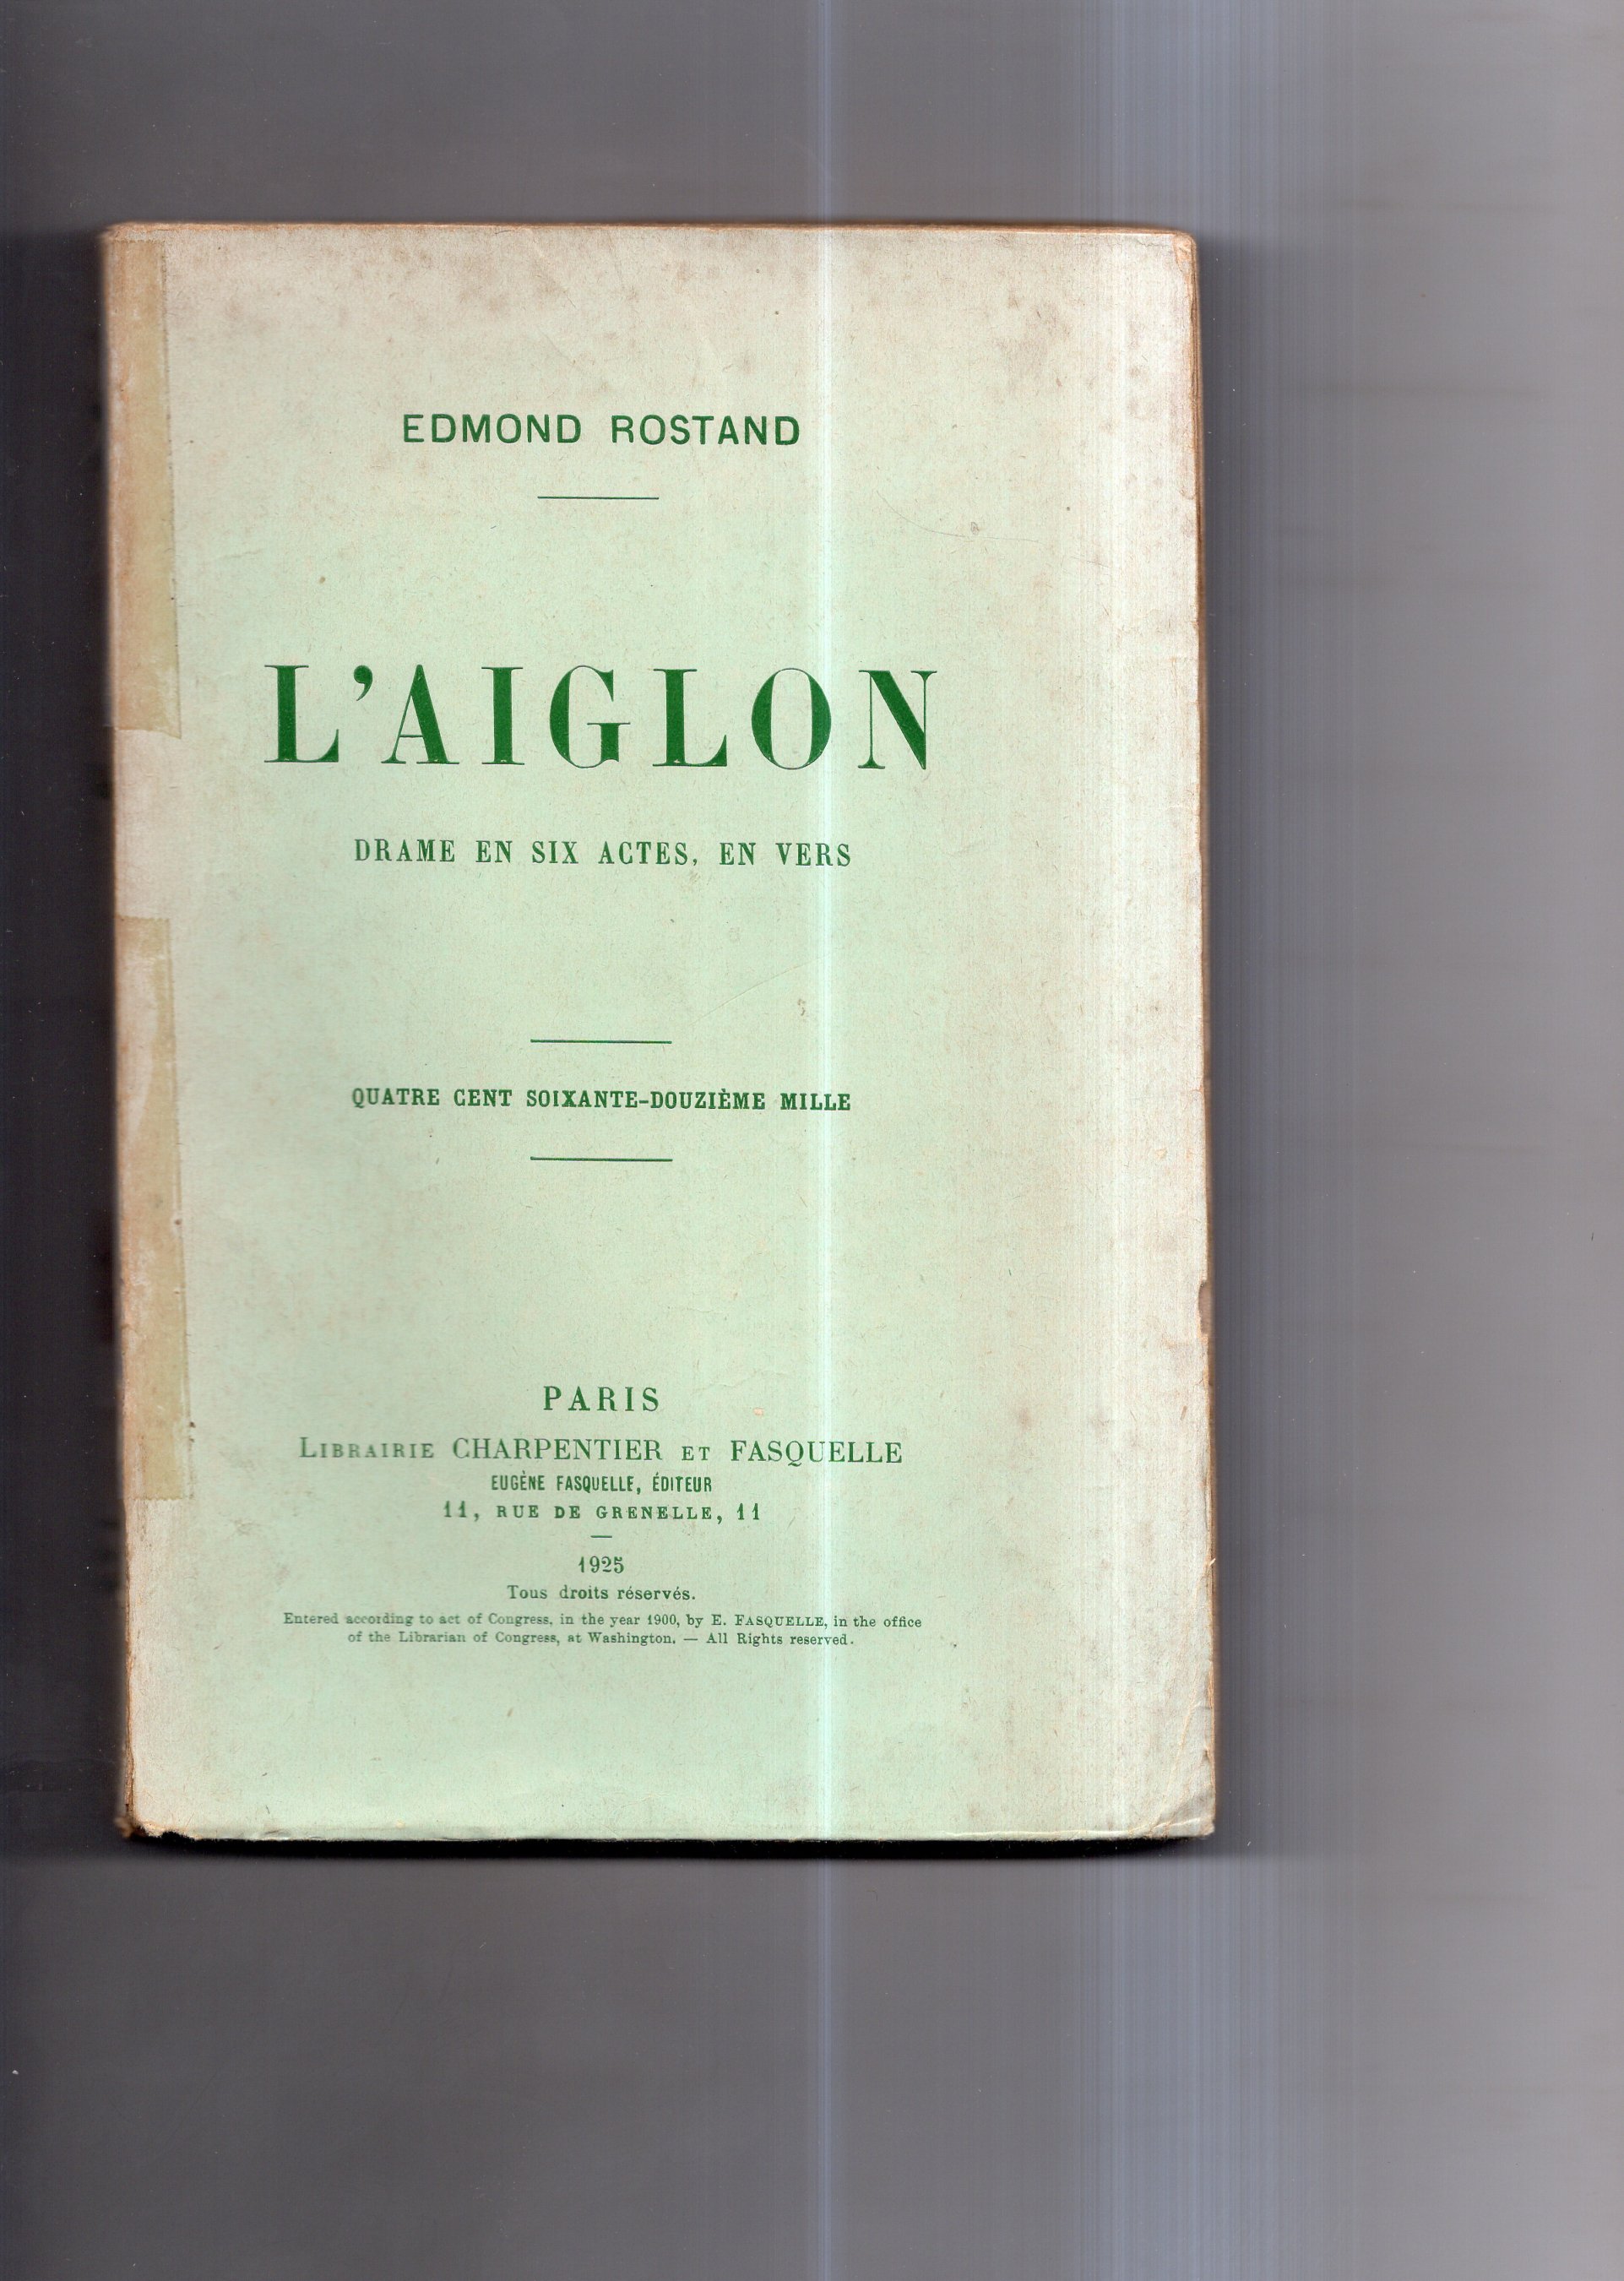 EDMOND ROSTAND
L'AIGLON
DRAME EN SIX ACTES, EN VERS
QUATRE CENT SOIXANTE-DOUZIÈME MILLE
PARIS
LIBRAIRIE CHARPENTIER ET FASQUELLE
EUGÈNE FASQUELLE, ÉDITEUR
11, RUE DE GRENELLE, 11
1925
Tous droits réservés.
Entered according to act of Congress, in the year 1900, by E. FASQUELLE, in the office
of the Librarian of Congress, at Washington. — All Rights reserved.